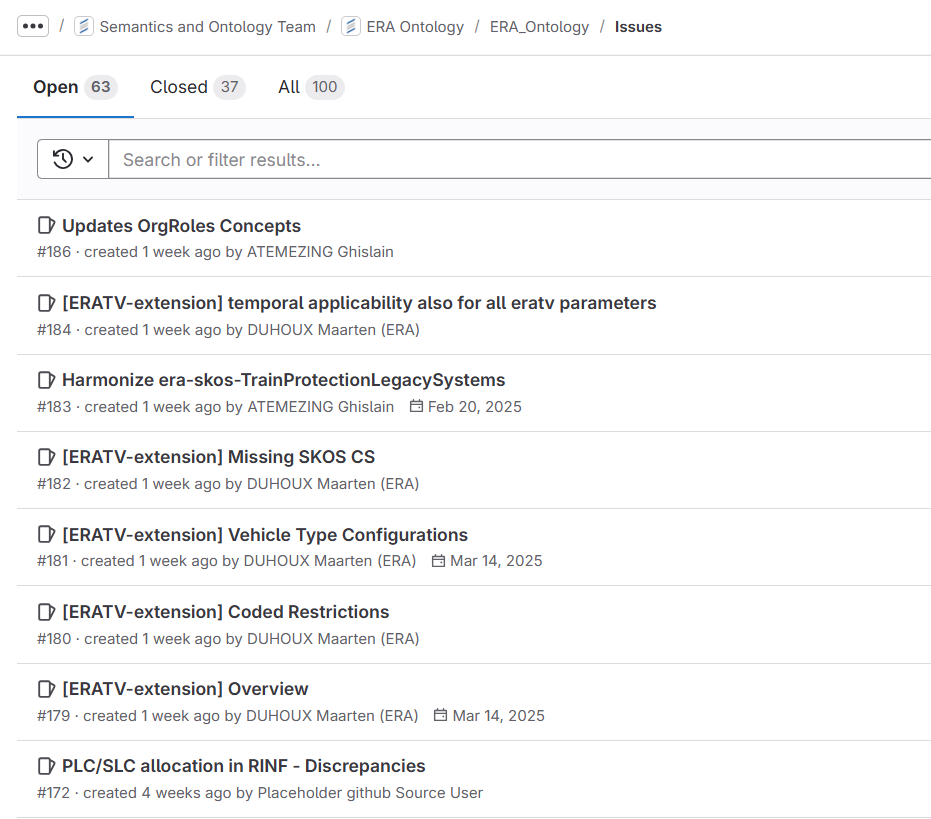 ••• / Semantics and Ontology Team / ERA Ontology / ERA_Ontology / Issues
Open 63 Closed 37 All 100
Search or filter results...
Updates OrgRoles Concepts
#186 · created 1 week ago by ATEMEZING Ghislain
[ERATV-extension] temporal applicability also for all eratv parameters
#184 · created 1 week ago by DUHOUX Maarten (ERA)
Harmonize era-skos-TrainProtectionLegacySystems
#183 · created 1 week ago by ATEMEZING Ghislain Feb 20, 2025
[ERATV-extension] Missing SKOS CS
#182 · created 1 week ago by DUHOUX Maarten (ERA)
[ERATV-extension] Vehicle Type Configurations
#181 · created 1 week ago by DUHOUX Maarten (ERA) Mar 14, 2025
[ERATV-extension] Coded Restrictions
#180 · created 1 week ago by DUHOUX Maarten (ERA)
[ERATV-extension] Overview
#179 · created 1 week ago by DUHOUX Maarten (ERA) Mar 14, 2025
PLC/SLC allocation in RINF - Discrepancies
#172 · created 4 weeks ago by Placeholder github Source User